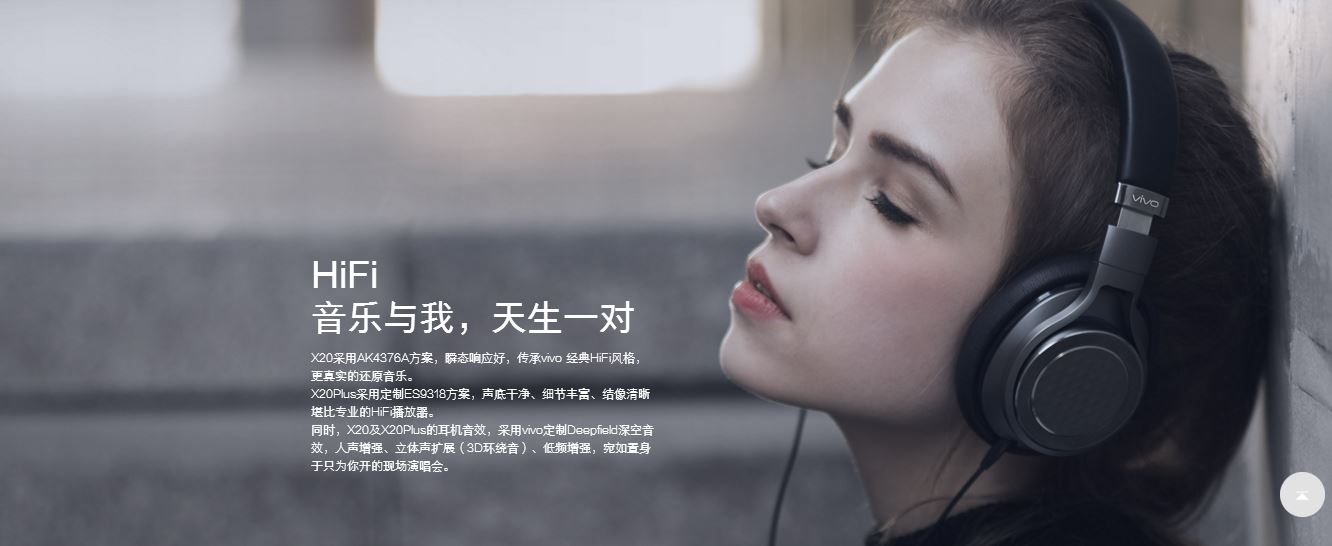 vivo
HiFi
音乐与我，天生一对
X20采用AK4376A方案，瞬态响应好，传承vivo 经典HiFi风格，
更真实的还原音乐。
X20Plus采用定制ES9318方案，声底干净、细节丰富、结像清晰
堪比专业的HiFi播放器。
同时，X20及X20Plus的耳机音效，采用vivo定制Deepfield深空音
效，人声增强、立体声扩展（3D环绕音）、低频增强，宛如置身
于只为你开的现场演唱会。